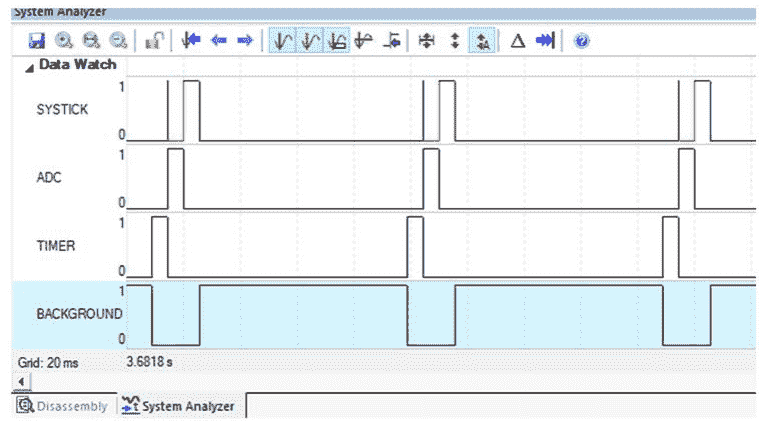 System Analyzer
Data Watch
1
SYSTICK
0
1
ADC
0
1
TIMER
0
1
BACKGROUND
0
Grid: 20 ms 3.6818 s
Disassembly System Analyzer